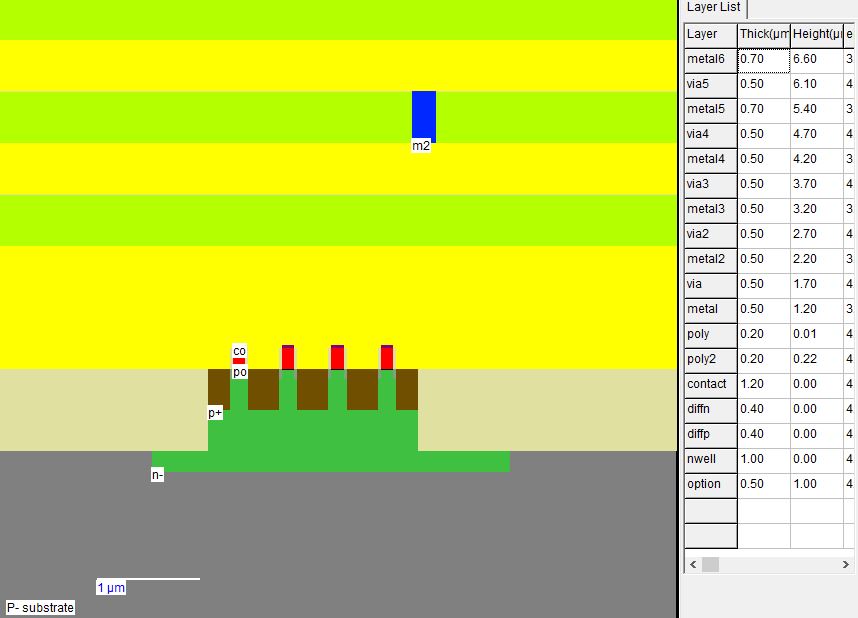 Layer List
Layer Thick(µm Height(µ e
metal6 0.70 6.60 3
via5 0.50 6.10 4
metal5 0.70 5.40 3
via4 0.50 4.70 4
metal4 0.50 4.20 3
via3 0.50 3.70 4
metal3 0.50 3.20 3
via2 0.50 2.70 4
metal2 0.50 2.20 3
via 0.50 1.70 4
metal 0.50 1.20 3
poly 0.20 0.01 4
poly2 0.20 0.22 4
contact 1.20 0.00 4
diffn 0.40 0.00 4
diffp 0.40 0.00 4
nwell 1.00 0.00 4
option 0.50 1.00 4
m2
co
po
p+
n-
1 µm
P- substrate